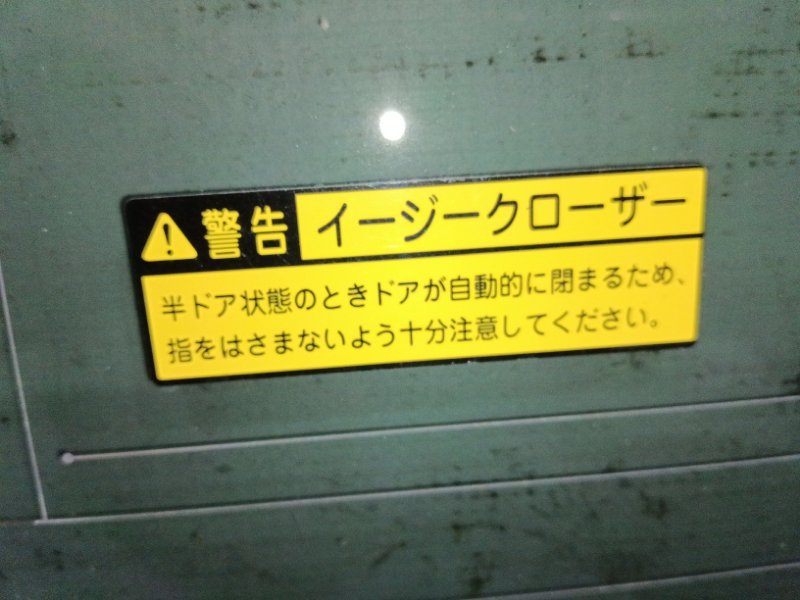 警告 イージークローザー
半ドア状態のときドアが自動的に閉まるため、
指をはさまないよう十分注意してください。